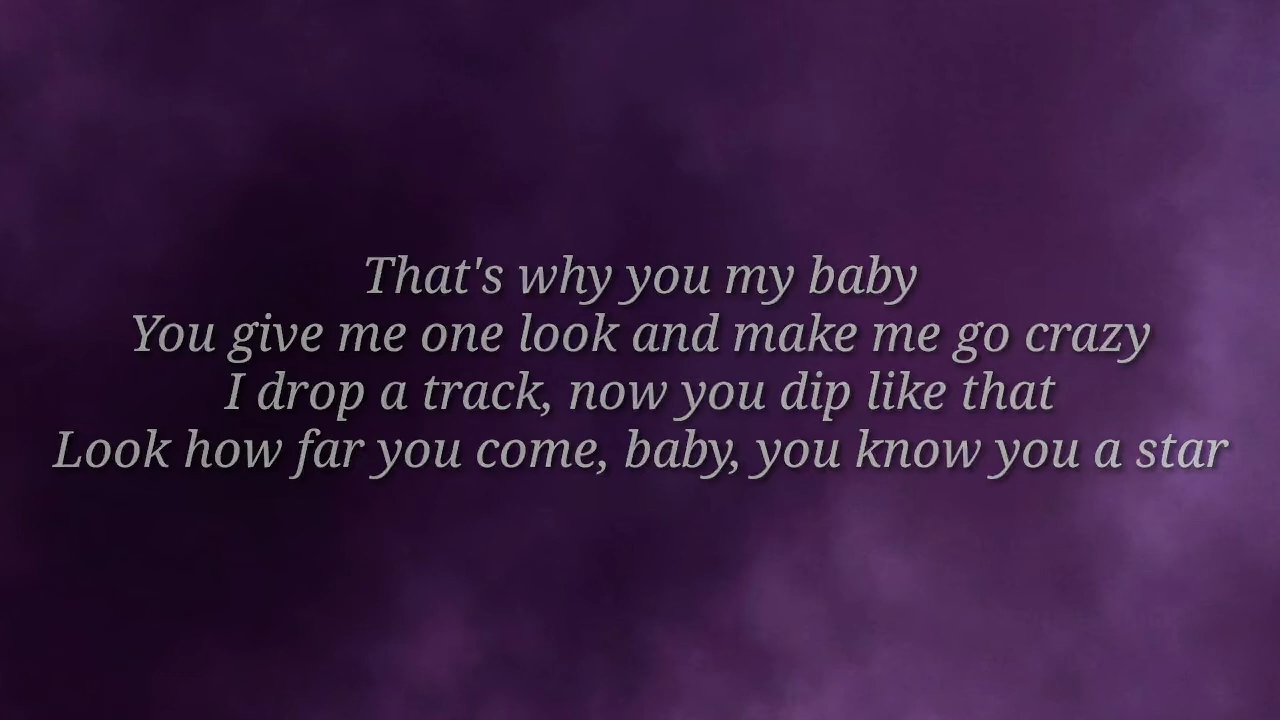 That's why you my baby
You give me one look and make me go crazy
I drop a track, now you dip like that
Look how far you come, baby, you know you a star